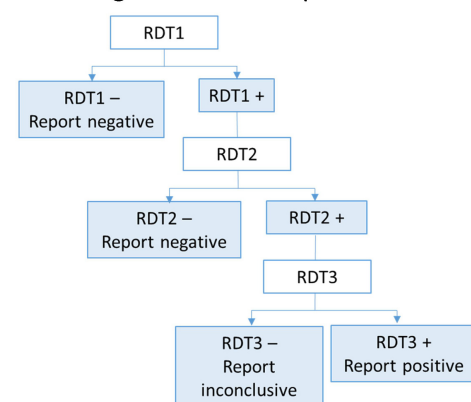 RDT1
RDT1 –
Report negative
RDT1 +
RDT2
RDT2 –
Report negative
RDT2 +
RDT3
RDT3 –
Report
inconclusive
RDT3 +
Report positive